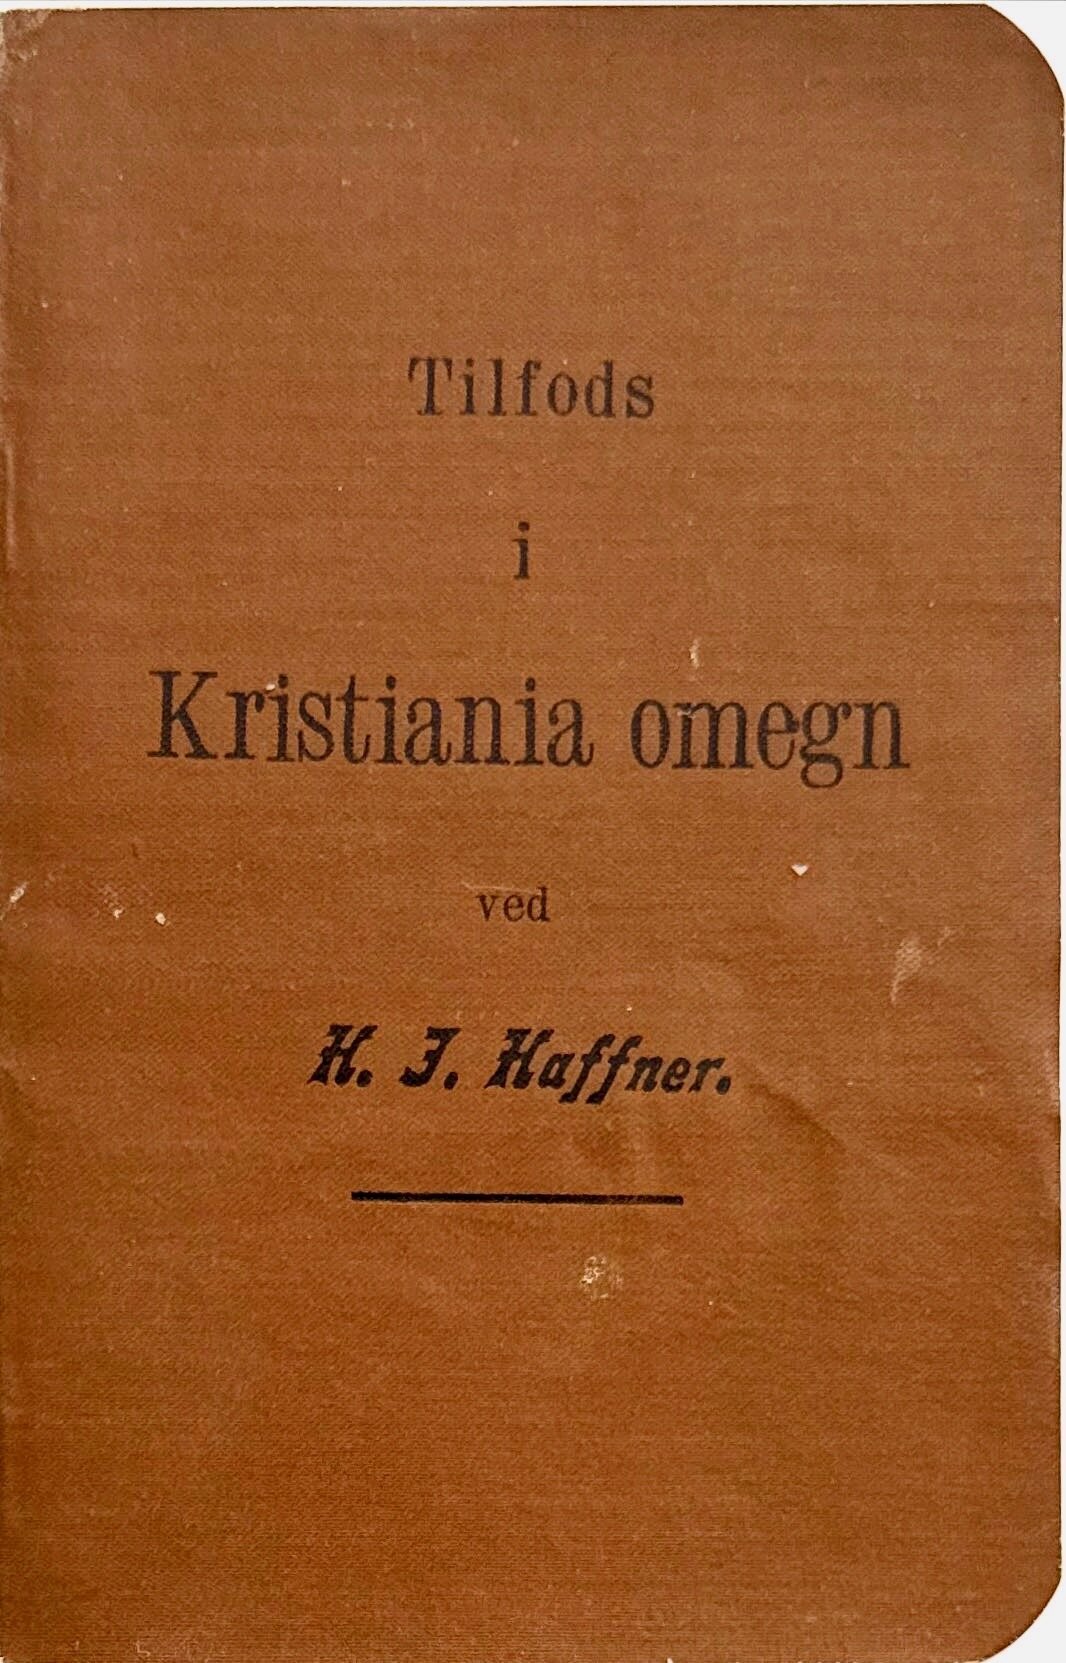 Tilfods
i
Kristiania omegn
ved
H. J. Haffner.